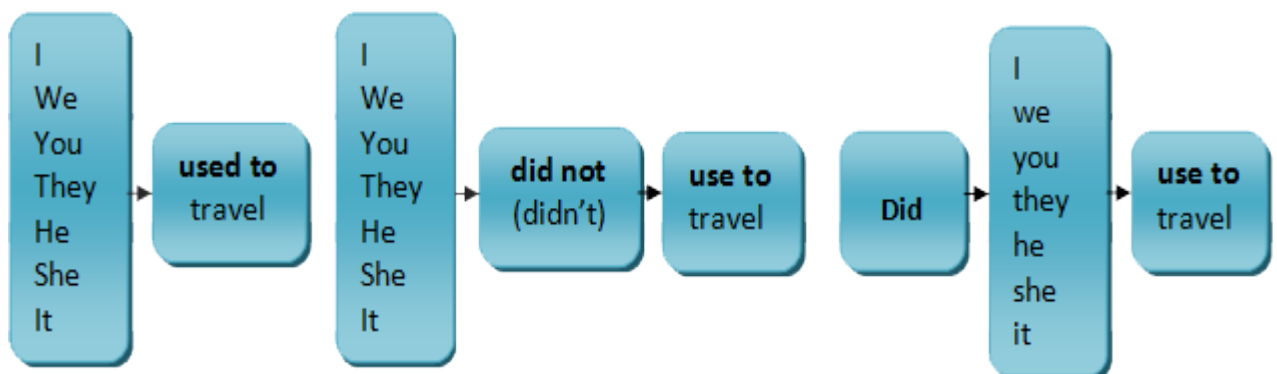 I
We
You
They
He
She
It
used to
travel
I
We
You
They
He
She
It
did not
(didn't)
use to
travel
Did
I
we
you
they
he
she
it
use to
travel